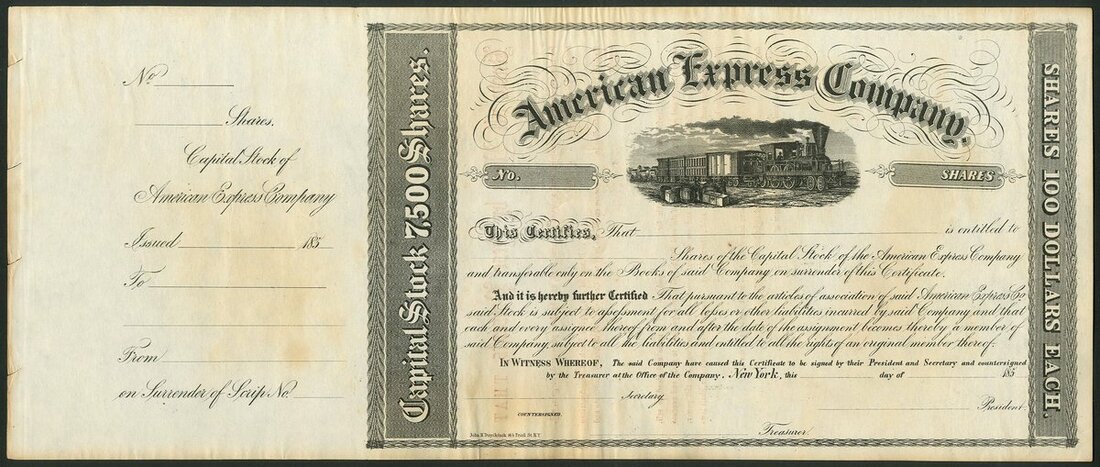 No
Shares.
Capital Stock of
American Express Company
Issued 185
To
From
on Surrender of Scrip No.
Capital Stock 7,500 Shares.
American Express Company.
No.
SHARES
This Certifies, That is entitled to
Shares of the Capital Stock of the American Express Company
and transferable only on the Books of said Company on surrender of this Certificate.
And it is hereby further Certified That pursuant to the articles of association of said American Express Co
said Stock is subject to assessment for all losses or other liabilities incurred by said Company and that
each and every assignee thereof from and after the date of the assignment becomes thereby a member of
said Company, subject to all the liabilities and entitled to all the rights of an original member thereof.
IN WITNESS WHEREOF, The said Company have caused this Certificate to be signed by their President and Secretary and countersigned
by the Treasurer at the Office of the Company. New York, this day of 185
Secretary
President.
COUNTERSIGNED.
Treasurer
SHARES 100 DOLLARS EACH.